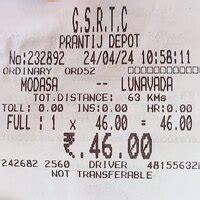 G.S.R.T.C
PRANTIJ DEPOT
No:232892 24/04/24 10:58:11
ORDINARY ORD52
MODASA -- LUNAVADA
TOT.DISTANCE: 63 KMs
TOLL: 0.00 INS: 0.00 HR: 0.00
FULL : 1 x 46.00 = 46.00
₹.46.00
242682 2560 DRIVER 48155632
NOT TRANSFERABLE